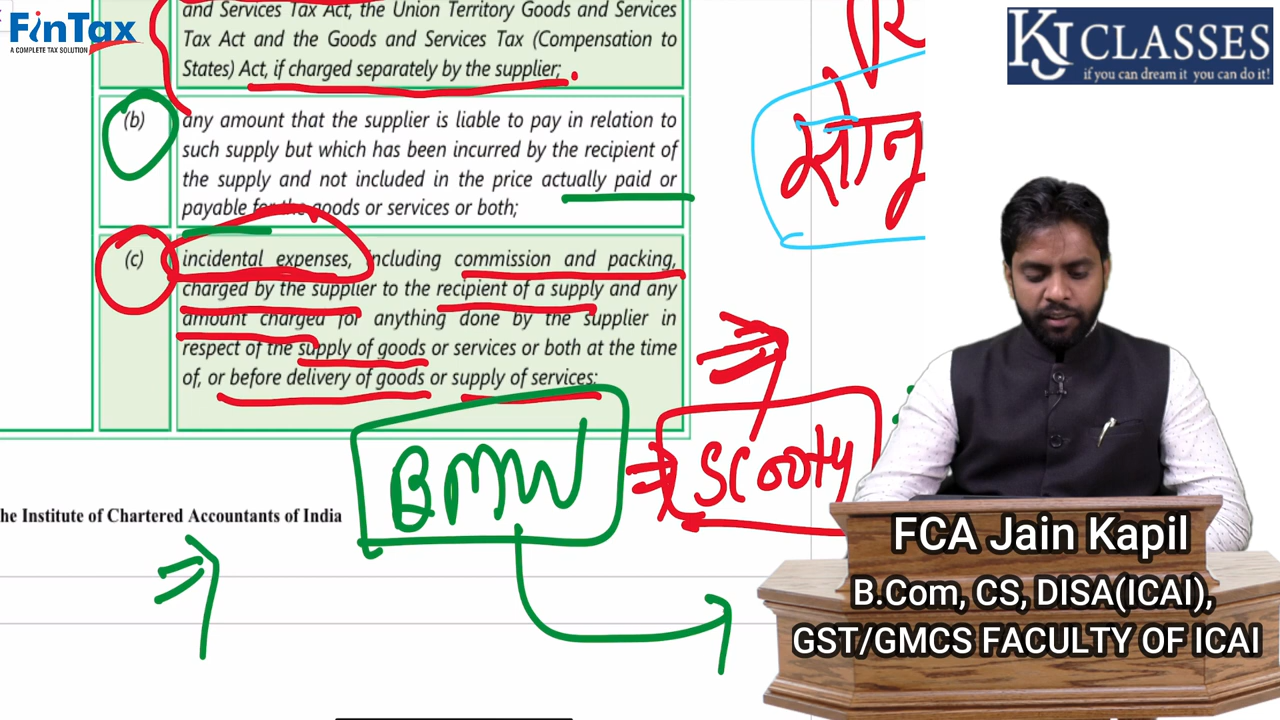 FinTax
A COMPLETE TAX SOLUTION
KJ CLASSES
if you can dream it you can do it!
and Services Tax Act, the Union Territory Goods and Services
Tax Act and the Goods and Services Tax (Compensation to
States) Act, if charged separately by the supplier;
(b) any amount that the supplier is liable to pay in relation to
such supply but which has been incurred by the recipient of
the supply and not included in the price actually paid or
payable for the goods or services or both;
(c) incidental expenses, including commission and packing,
charged by the supplier to the recipient of a supply and any
amount charged for anything done by the supplier in
respect of the supply of goods or services or both at the time
of, or before delivery of goods or supply of services;
सोनू
BMW
Scooty
he Institute of Chartered Accountants of India
FCA Jain Kapil
B.Com, CS, DISA(ICAI),
GST/GMCS FACULTY OF ICAI